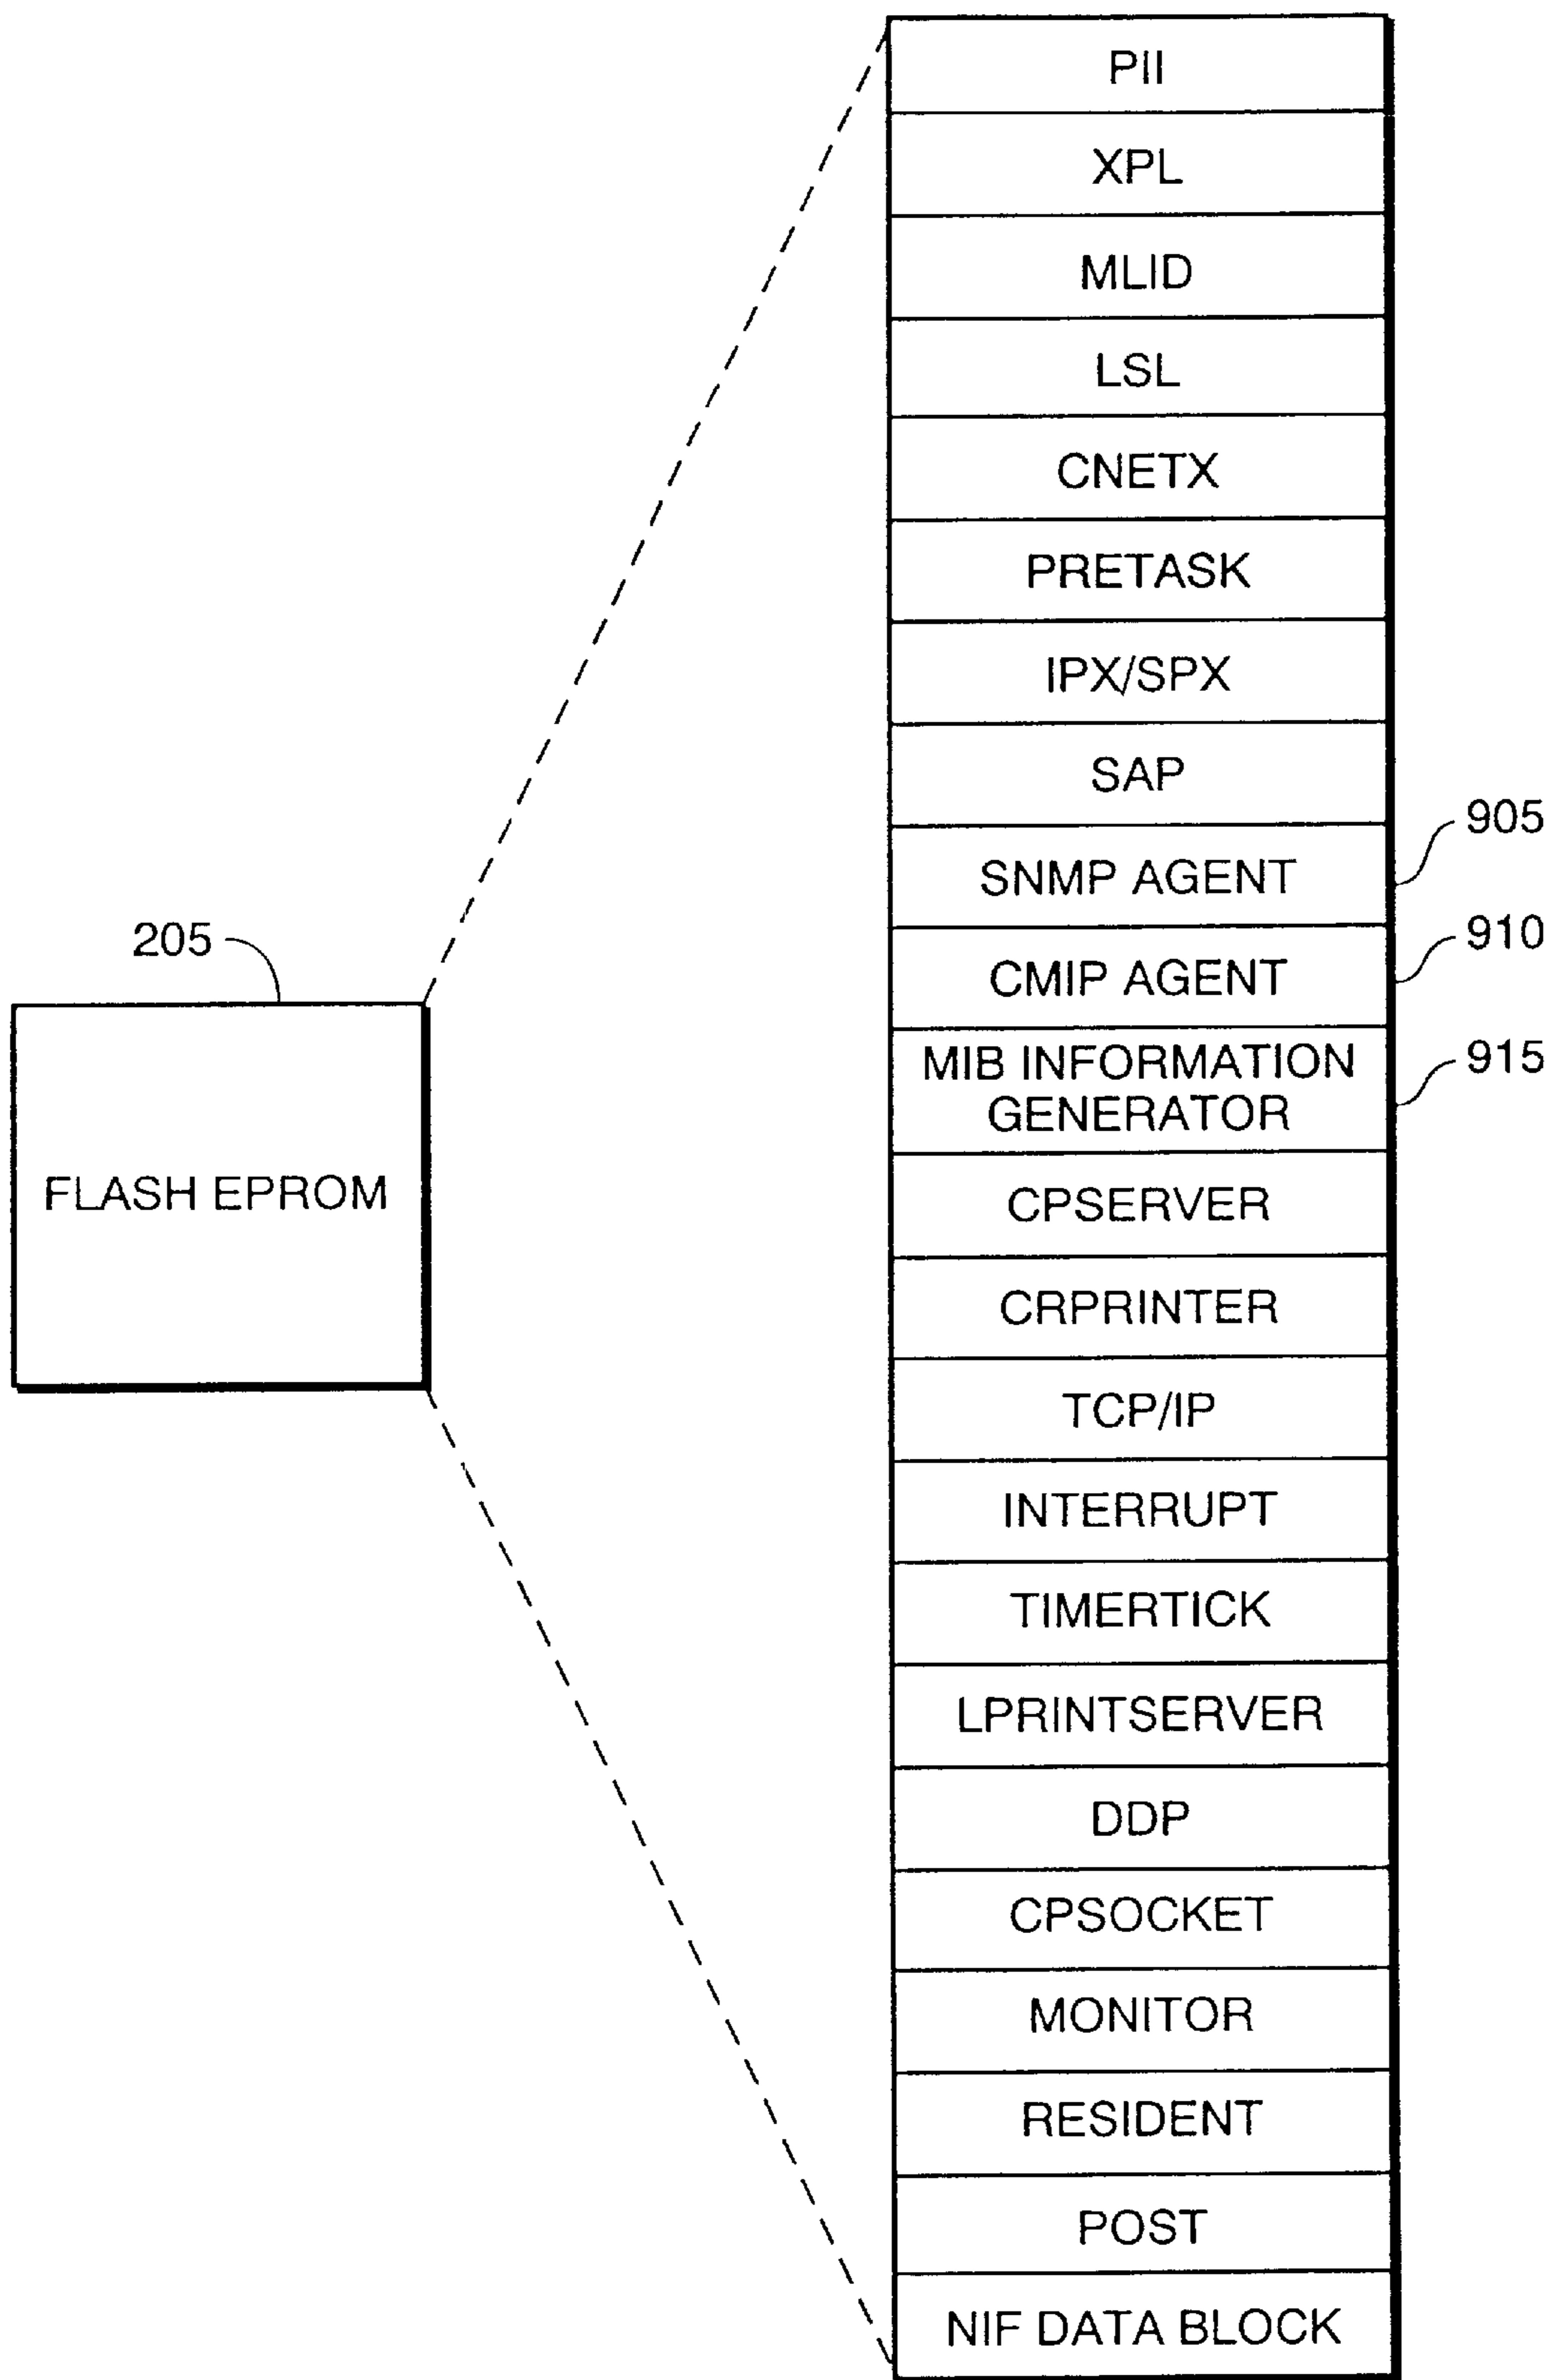 PII
XPL
MLID
LSL
CNETX
PRETASK
IPX/SPX
SAP
SNMP AGENT
905
CMIP AGENT
910
MIB INFORMATION
GENERATOR
915
CPSERVER
CRPRINTER
TCP/IP
INTERRUPT
TIMERTICK
LPRINTSERVER
DDP
CPSOCKET
MONITOR
RESIDENT
POST
NIF DATA BLOCK
205
FLASH EPROM